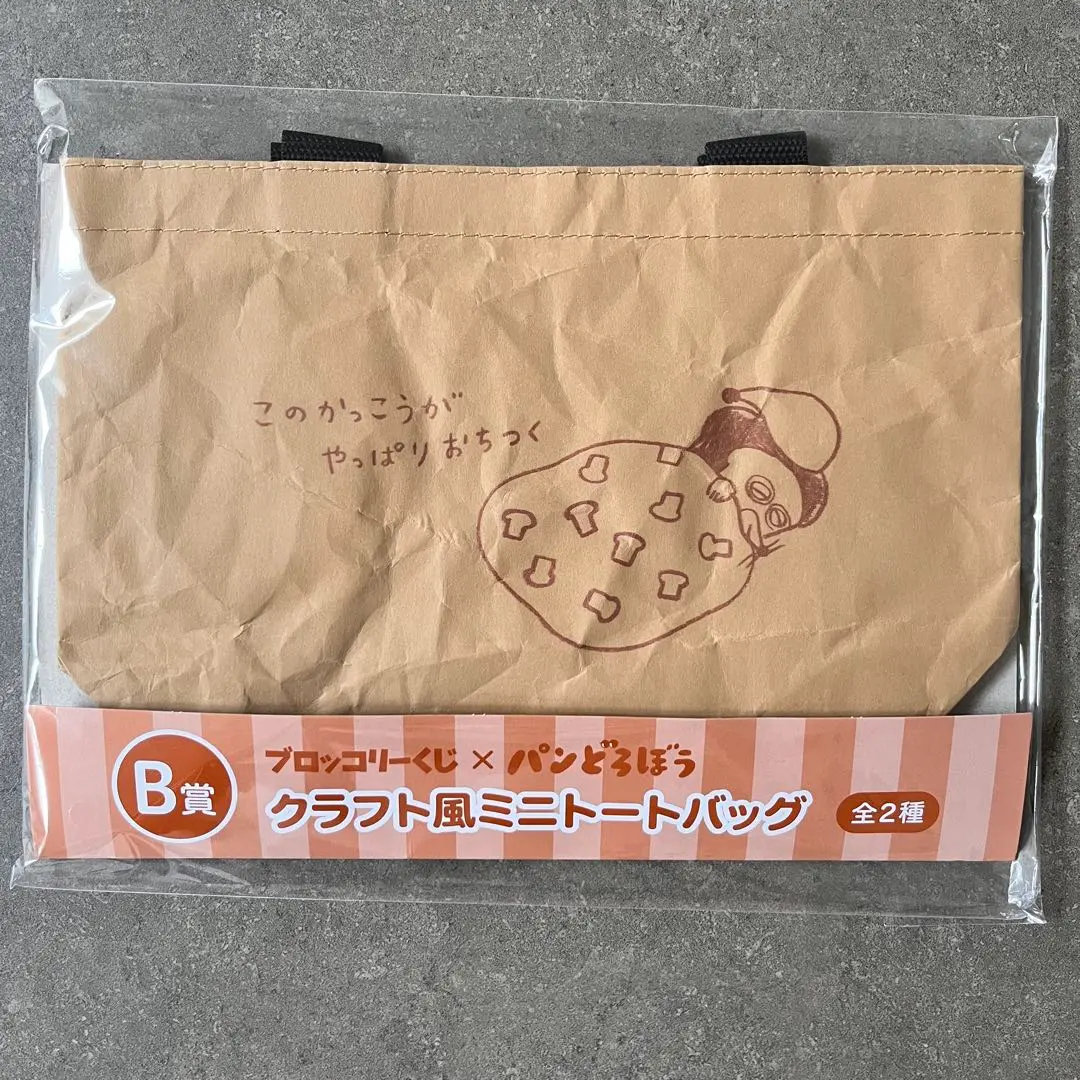 このかっこうが
やっぱりおちつく
B賞
ブロッコリーくじ×パンどろぼう
クラフト風ミニトートバッグ
全2種